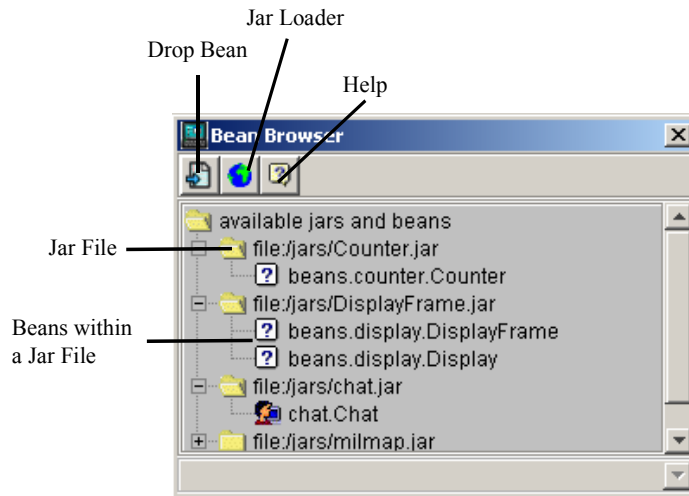 Jar Loader
Drop Bean
Help
Bean Browser
available jars and beans
Jar File
file:/jars/Counter.jar
beans.counter.Counter
file:/jars/DisplayFrame.jar
Beans within
a Jar File
beans.display.DisplayFrame
beans.display.Display
file:/jars/chat.jar
chat.Chat
file:/jars/milmap.jar